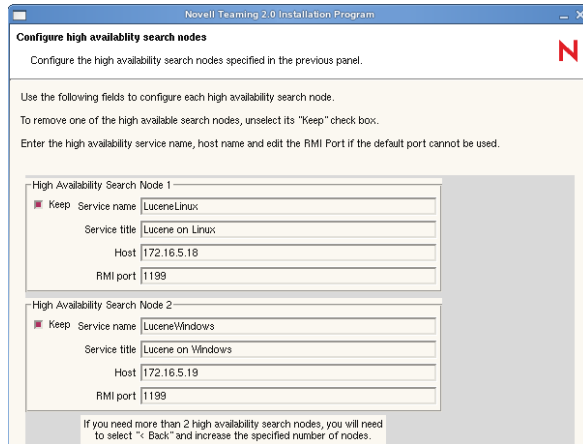 Novell Teaming 2.0 Installation Program
Configure high availablity search nodes
Configure the high availability search nodes specified in the previous panel.
N
Use the following fields to configure each high availability search node.
To remove one of the high available search nodes, unselect its "Keep" check box.
Enter the high availability service name, host name and edit the RMI Port if the default port cannot be used.
High Availability Search Node 1
Keep Service name LuceneLinux
Service title Lucene on Linux
Host 172.16.5.18
RMI port 1199
High Availability Search Node 2
Keep Service name LuceneWindows
Service title Lucene on Windows
Host 172.16.5.19
RMI port 1199
If you need more than 2 high availability search nodes, you will need
to select "< Back" and increase the specified number of nodes.